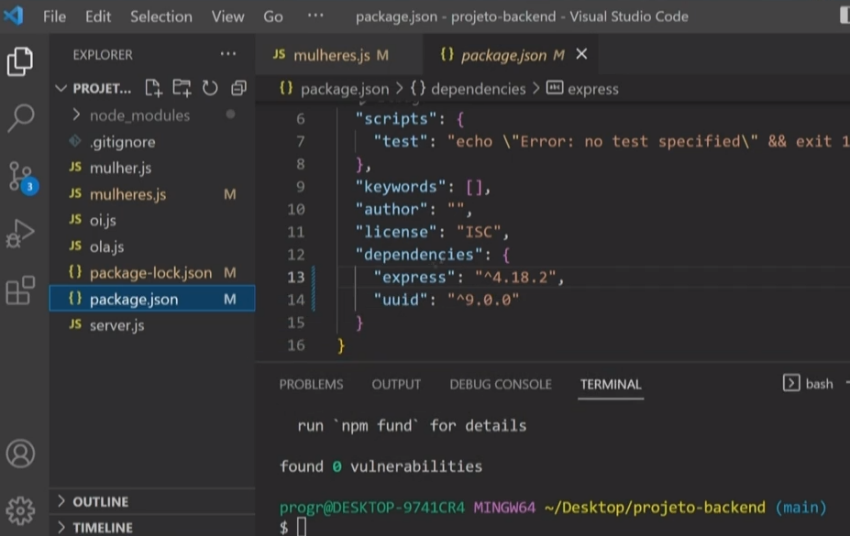 File Edit Selection View Go ··· package.json - projeto-backend - Visual Studio Code
EXPLORER ···
PROJET...
node_modules
.gitignore
JS mulher.js
JS mulheres.js M
JS oi.js
JS ola.js
{} package-lock.json M
{} package.json M
JS server.js
OUTLINE
TIMELINE
3
JS mulheres.js M {} package.json M
{} package.json > {} dependencies > abc express
6 "scripts": {
7 "test": "echo \"Error: no test specified\" && exit 1
8 },
9 "keywords": [],
10 "author": "",
11 "license": "ISC",
12 "dependencies": {
13 "express": "^4.18.2",
14 "uuid": "^9.0.0"
15 }
16 }
PROBLEMS OUTPUT DEBUG CONSOLE TERMINAL bash
run `npm fund` for details
found 0 vulnerabilities
progr@DESKTOP-9741CR4 MINGW64 ~/Desktop/projeto-backend (main)
$